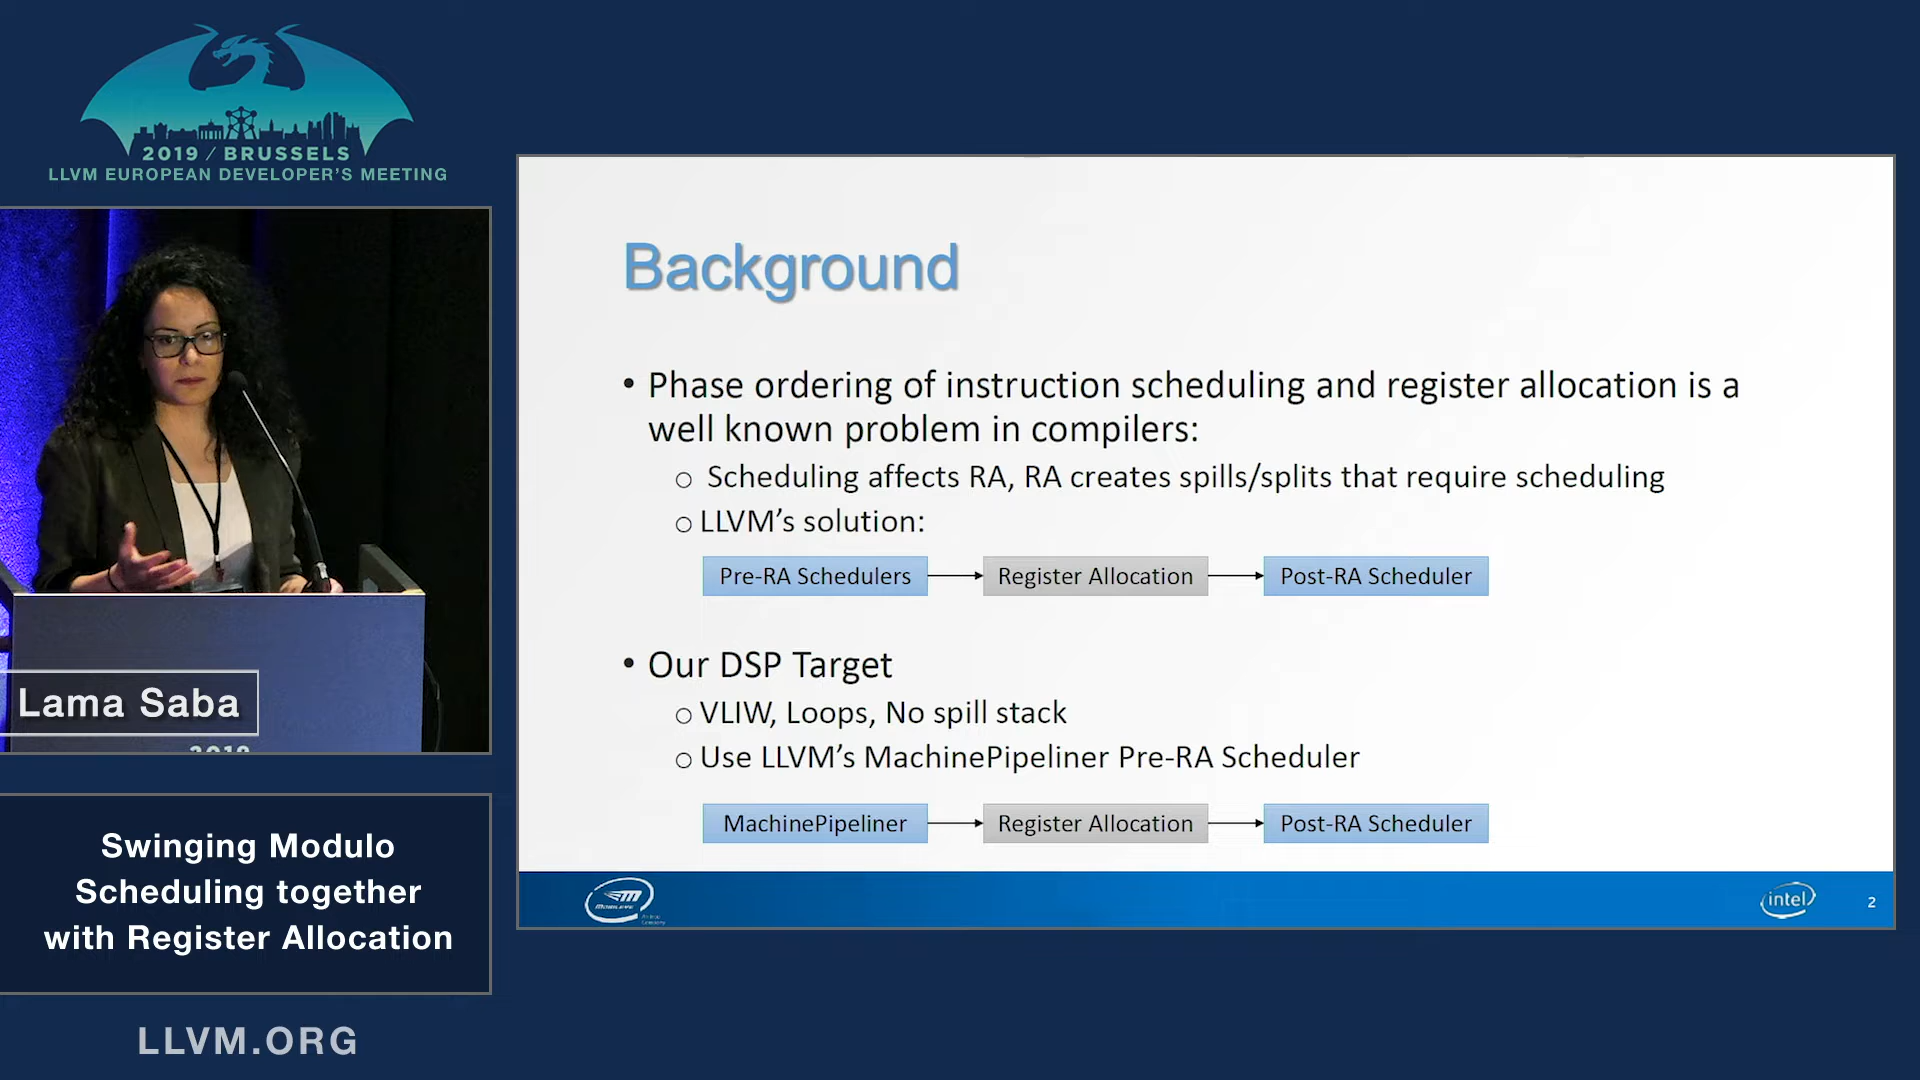 2019 / BRUSSELS
LLVM EUROPEAN DEVELOPER'S MEETING
Lama Saba
Swinging Modulo
Scheduling together
with Register Allocation
LLVM.ORG
Background
• Phase ordering of instruction scheduling and register allocation is a
well known problem in compilers:
o Scheduling affects RA, RA creates spills/splits that require scheduling
o LLVM’s solution:
Pre-RA Schedulers
Register Allocation
Post-RA Scheduler
• Our DSP Target
o VLIW, Loops, No spill stack
o Use LLVM’s MachinePipeliner Pre-RA Scheduler
MachinePipeliner
Register Allocation
Post-RA Scheduler
intel
2